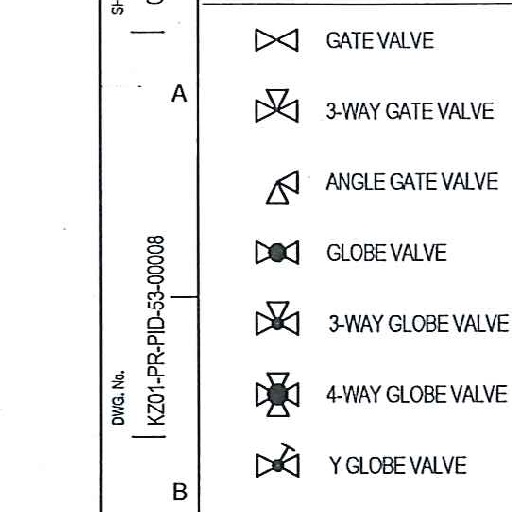 GATE VALVE
A
3-WAY GATE VALVE
ANGLE GATE VALVE
GLOBE VALVE
3-WAY GLOBE VALVE
4-WAY GLOBE VALVE
Y GLOBE VALVE
B
DWG. No.
KZ01-PR-PID-53-00008